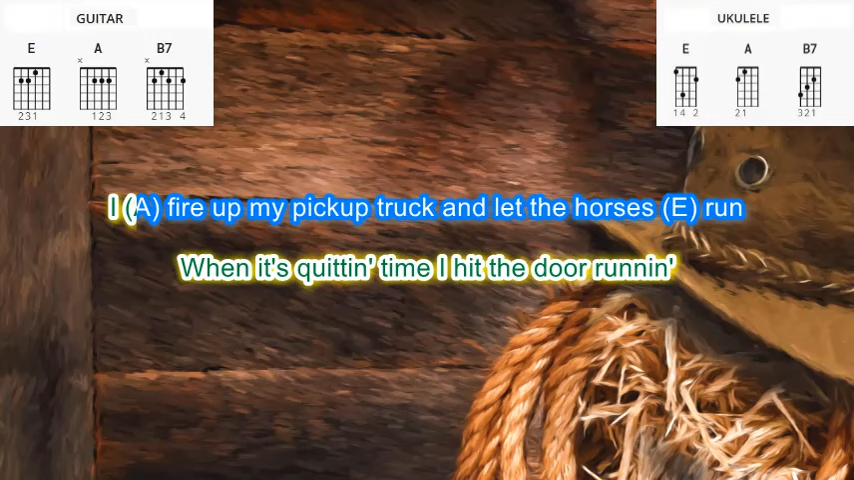 GUITAR
E A B7
x x
231 123 213 4
UKULELE
E A B7
14 2 21 321
I (A) fire up my pickup truck and let the horses (E) run
When it's quittin' time I hit the door runnin'